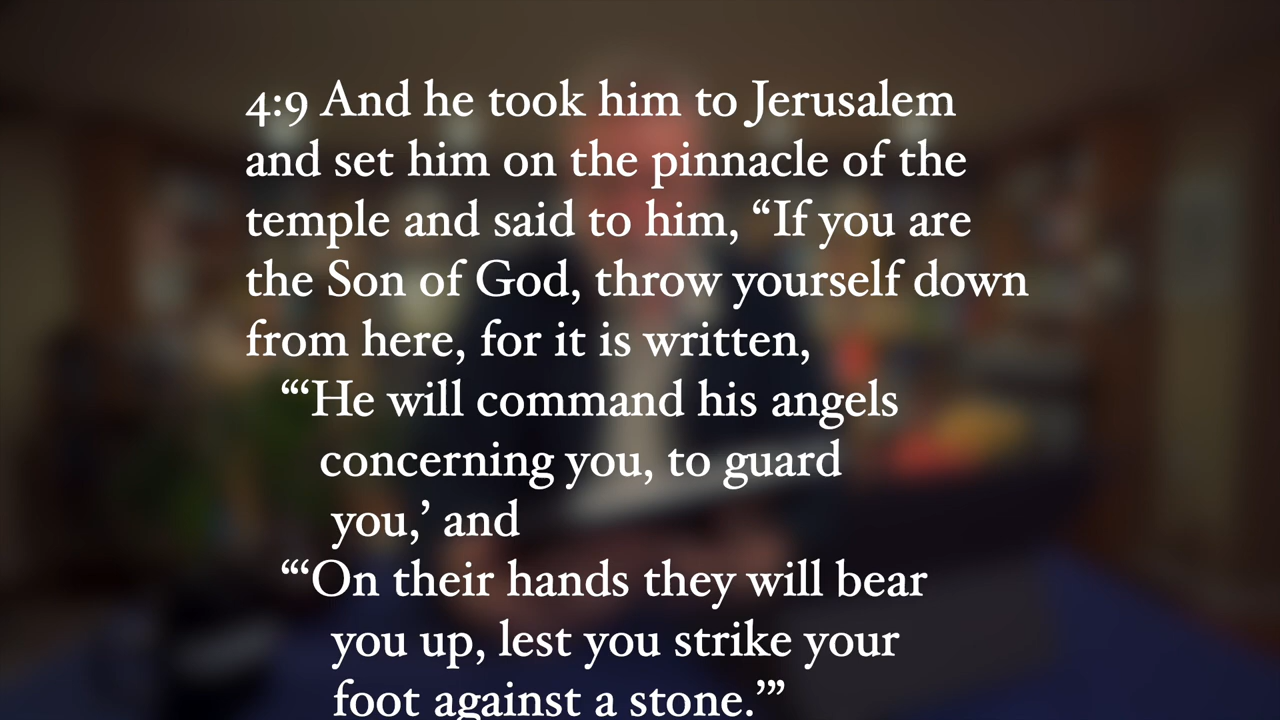 4:9 And he took him to Jerusalem
and set him on the pinnacle of the
temple and said to him, “If you are
the Son of God, throw yourself down
from here, for it is written,
“‘He will command his angels
concerning you, to guard
you,’ and
“‘On their hands they will bear
you up, lest you strike your
foot against a stone.’”